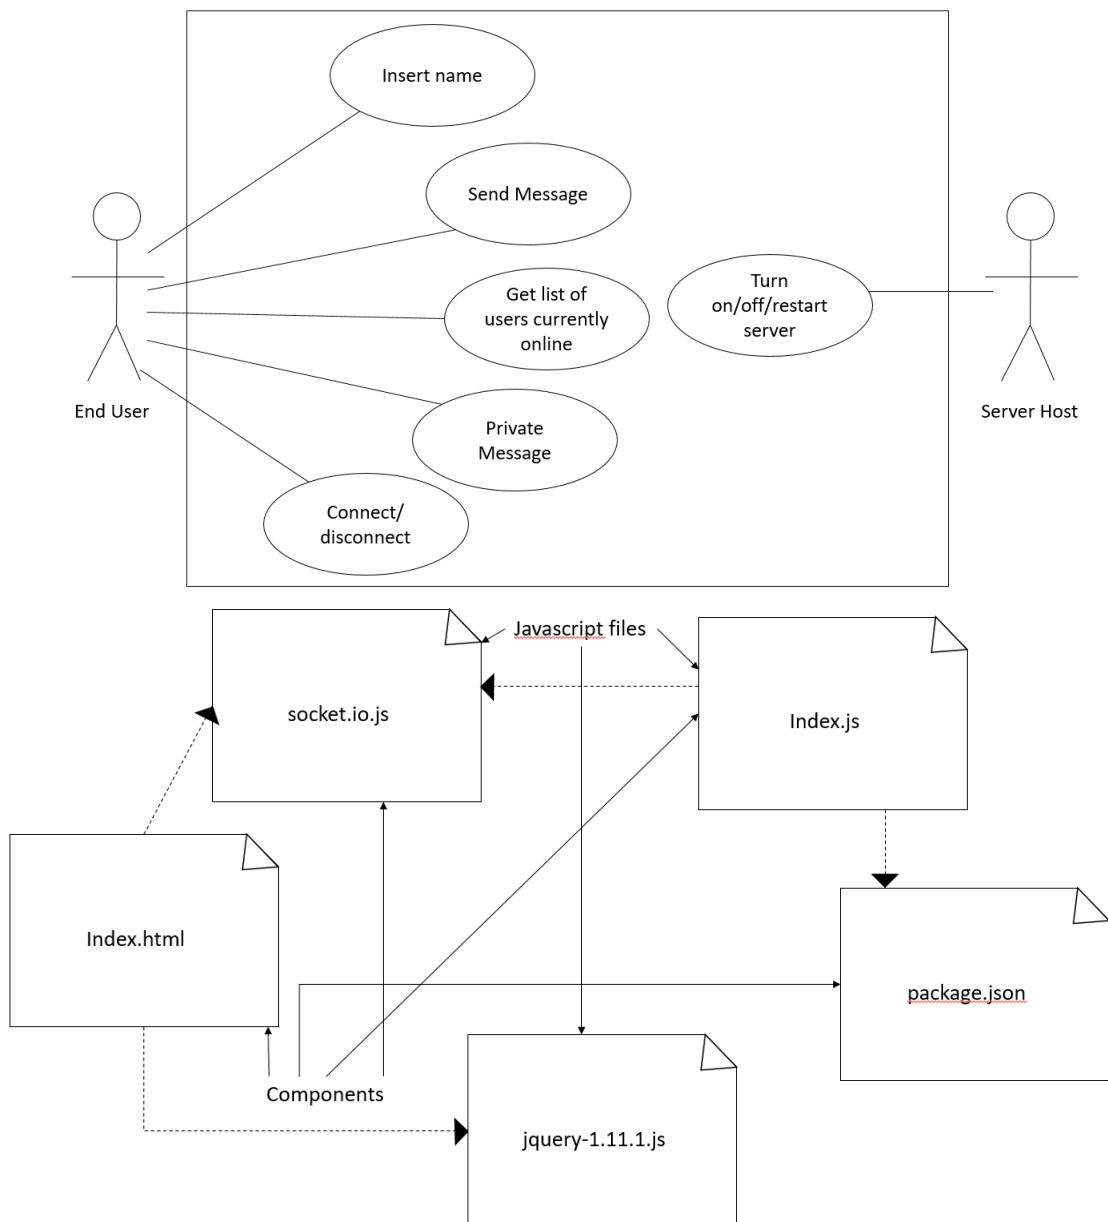 Insert name
Send Message
Get list of
users currently
online
Turn
on/off/restart
server
End User
Server Host
Private
Message
Connect/
disconnect
Javascript files
socket.io.js
Index.js
Index.html
package.json
Components
jquery-1.11.1.js